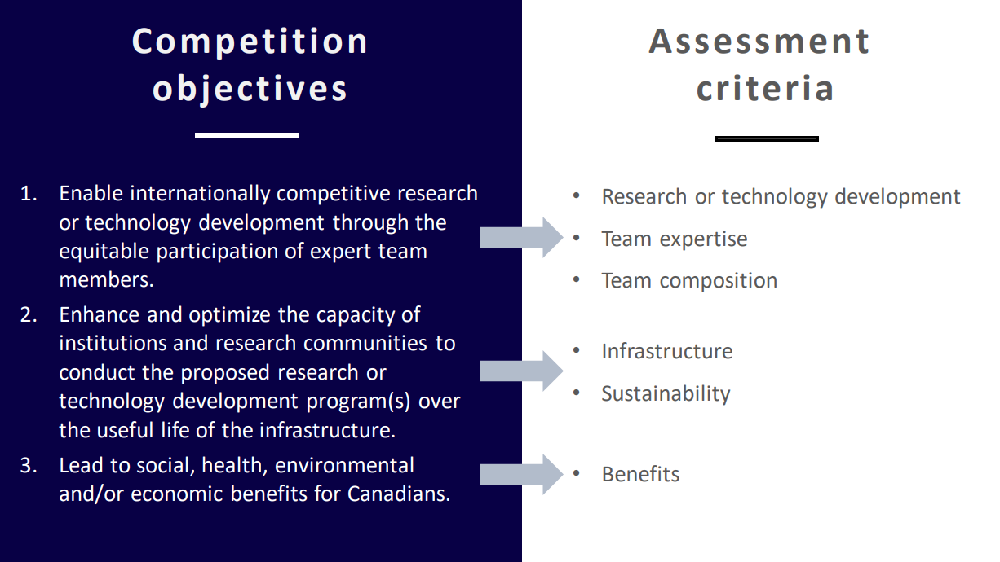 Competition
objectives
1. Enable internationally competitive research
or technology development through the
equitable participation of expert team
members.
2. Enhance and optimize the capacity of
institutions and research communities to
conduct the proposed research or
technology development program(s) over
the useful life of the infrastructure.
3. Lead to social, health, environmental
and/or economic benefits for Canadians.
Assessment
criteria
• Research or technology development
• Team expertise
• Team composition
• Infrastructure
• Sustainability
• Benefits